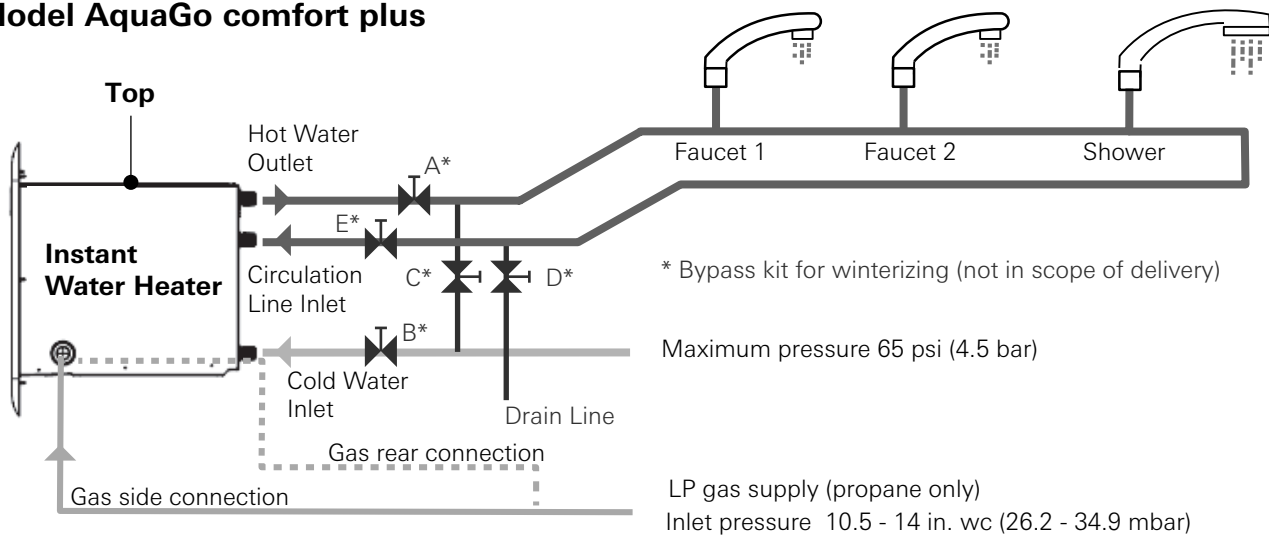 Model AquaGo comfort plus
Top
Hot Water
Outlet
A*
Faucet 1
Faucet 2
Shower
E*
Instant
Water Heater
Circulation
Line Inlet
C*
D*
* Bypass kit for winterizing (not in scope of delivery)
B*
Maximum pressure 65 psi (4.5 bar)
Cold Water
Inlet
Drain Line
Gas rear connection
Gas side connection
LP gas supply (propane only)
Inlet pressure 10.5 - 14 in. wc (26.2 - 34.9 mbar)